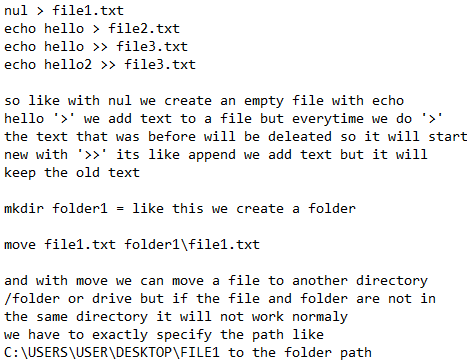 nul > file1.txt
echo hello > file2.txt
echo hello >> file3.txt
echo hello2 >> file3.txt
so like with nul we create an empty file with echo
hello '>' we add text to a file but everytime we do '>'
the text that was before will be deleated so it will start
new with '>>' its like append we add text but it will
keep the old text
mkdir folder1 = like this we create a folder
move file1.txt folder1\file1.txt
and with move we can move a file to another directory
/folder or drive but if the file and folder are not in
the same directory it will not work normaly
we have to exactly specify the path like
C:\USERS\USER\DESKTOP\FILE1 to the folder path